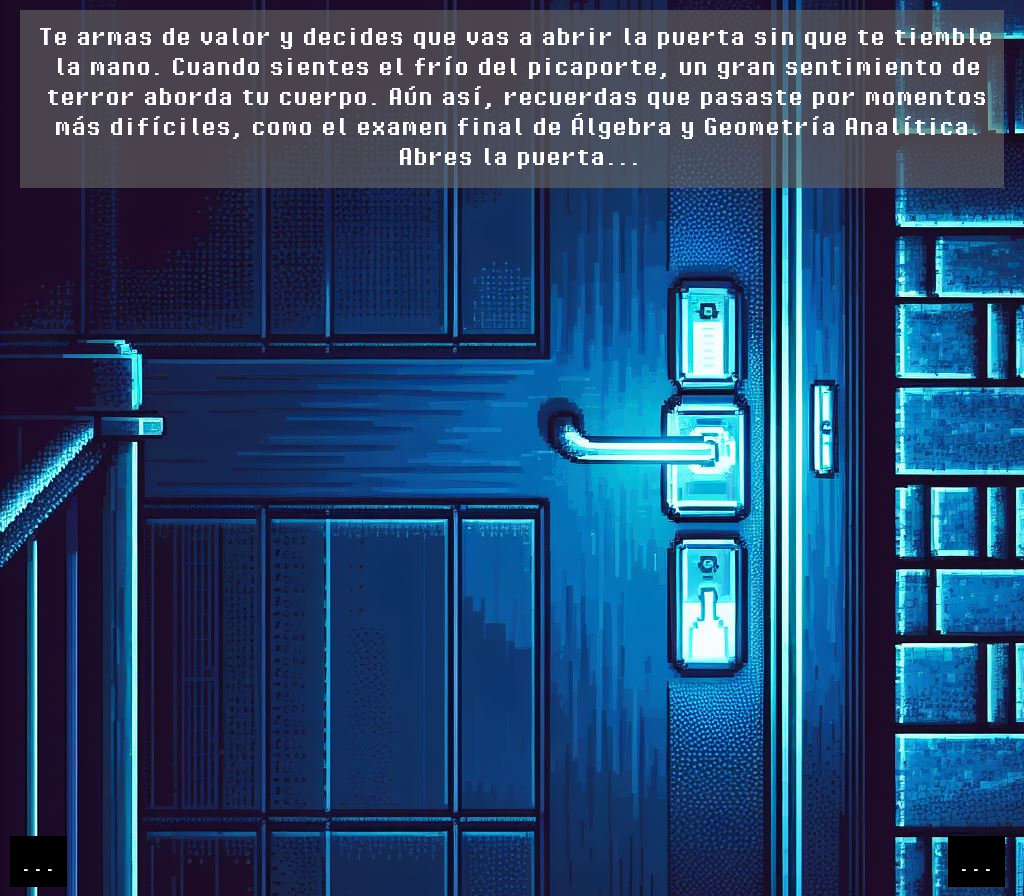 Te armas de valor y decides que vas a abrir la puerta sin que te tiemble
la mano. Cuando sientes el frío del picaporte, un gran sentimiento de
terror aborda tu cuerpo. Aún así, recuerdas que pasaste por momentos
más difíciles, como el examen final de Álgebra y Geometría Analítica.
Abres la puerta...
... ...